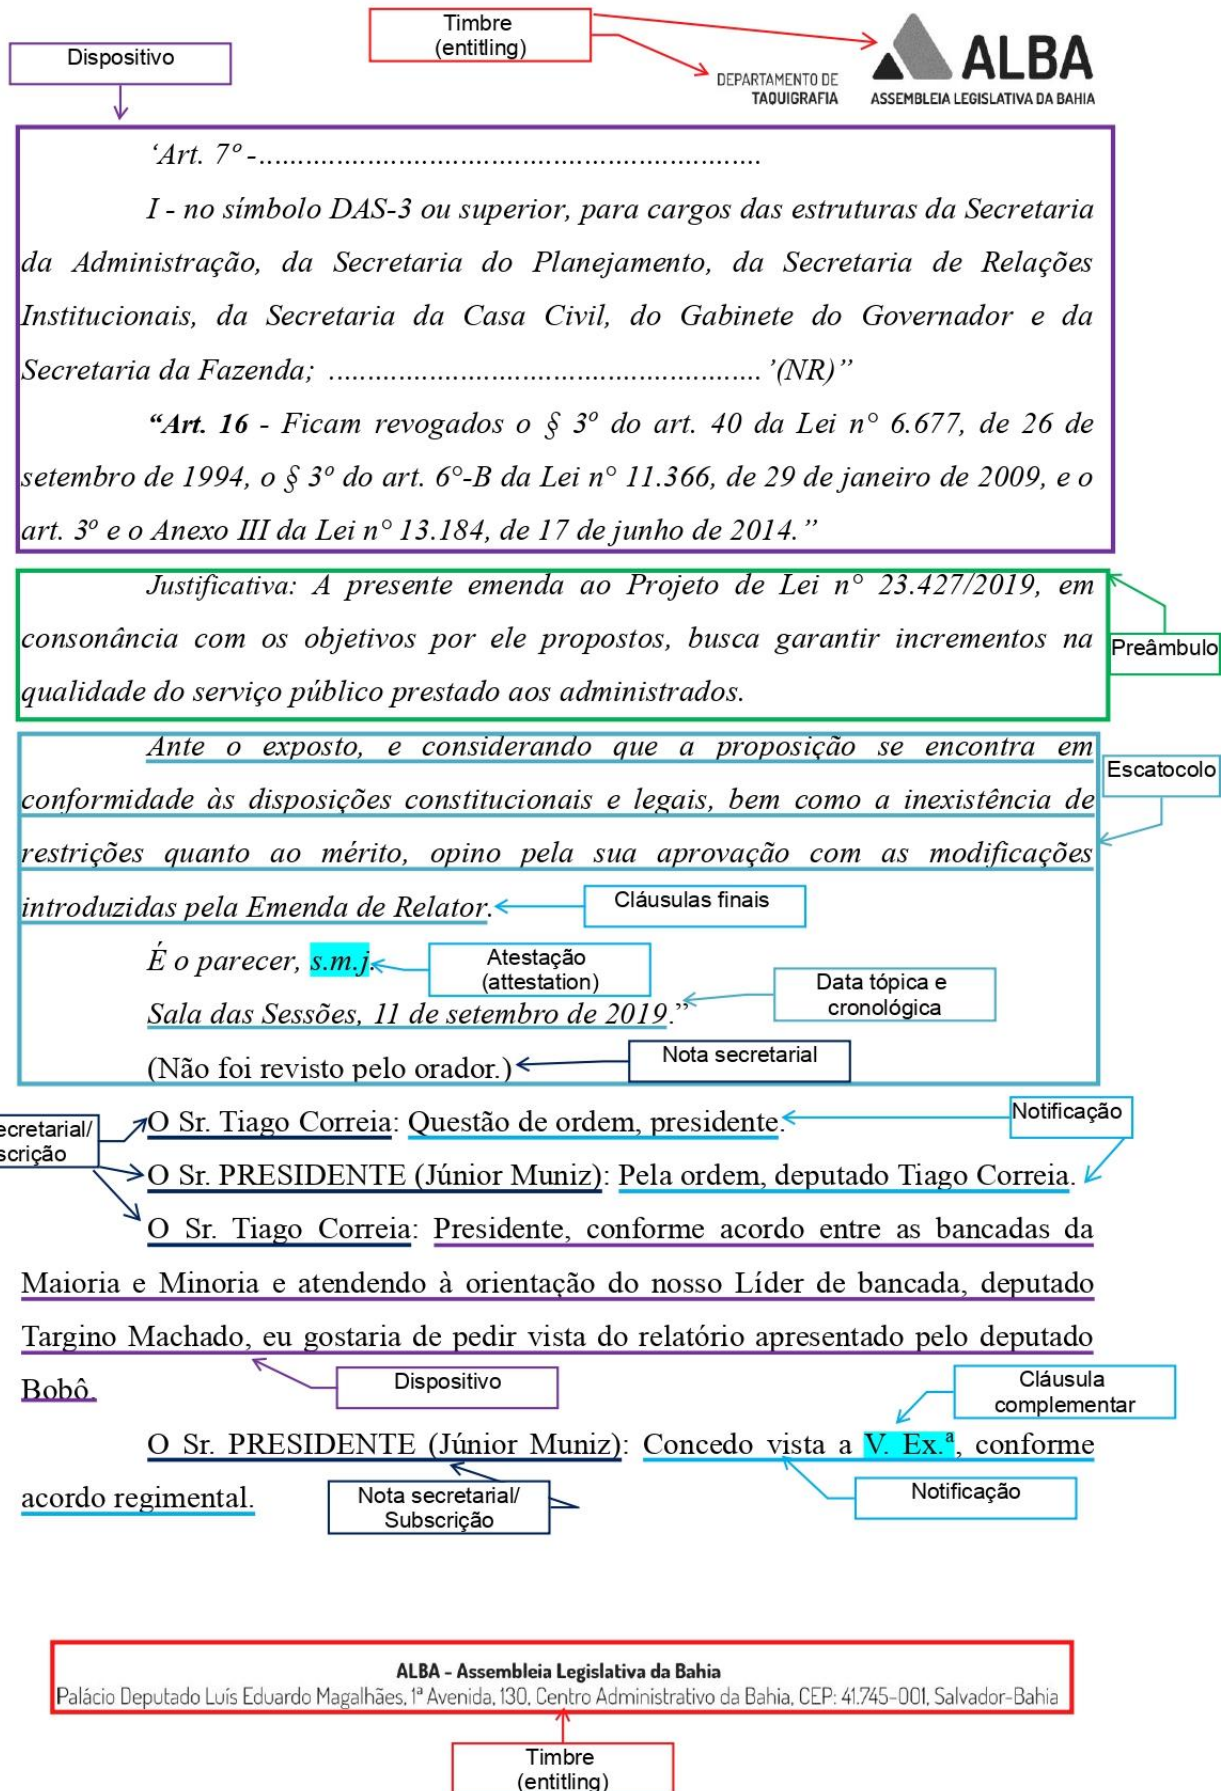 Timbre
(entitling)
Dispositivo
DEPARTAMENTO DE
TAQUIGRAFIA
ALBA
ASSEMBLEIA LEGISLATIVA DA BAHIA
‘Art. 7º -.................................................................
I - no símbolo DAS-3 ou superior, para cargos das estruturas da Secretaria
da Administração, da Secretaria do Planejamento, da Secretaria de Relações
Institucionais, da Secretaria da Casa Civil, do Gabinete do Governador e da
Secretaria da Fazenda; ........................................................ ’(NR)”
“Art. 16 - Ficam revogados o § 3º do art. 40 da Lei n° 6.677, de 26 de
setembro de 1994, o § 3º do art. 6°-B da Lei n° 11.366, de 29 de janeiro de 2009, e o
art. 3º e o Anexo III da Lei n° 13.184, de 17 de junho de 2014.”
Justificativa: A presente emenda ao Projeto de Lei n° 23.427/2019, em
consonância com os objetivos por ele propostos, busca garantir incrementos na
qualidade do serviço público prestado aos administrados.
Preâmbulo
Ante o exposto, e considerando que a proposição se encontra em
conformidade às disposições constitucionais e legais, bem como a inexistência de
restrições quanto ao mérito, opino pela sua aprovação com as modificações
introduzidas pela Emenda de Relator.
Escatocolo
Cláusulas finais
É o parecer, s.m.j.
Atestação
(attestation)
Sala das Sessões, 11 de setembro de 2019.”
Data tópica e
cronológica
(Não foi revisto pelo orador.)
Nota secretarial
O Sr. Tiago Correia: Questão de ordem, presidente.
Notificação
ecretarial/
scrição
O Sr. PRESIDENTE (Júnior Muniz): Pela ordem, deputado Tiago Correia.
O Sr. Tiago Correia: Presidente, conforme acordo entre as bancadas da
Maioria e Minoria e atendendo à orientação do nosso Líder de bancada, deputado
Targino Machado, eu gostaria de pedir vista do relatório apresentado pelo deputado
Bobô.
Dispositivo
Cláusula
complementar
O Sr. PRESIDENTE (Júnior Muniz): Concedo vista a V. Ex.ª, conforme
acordo regimental.
Nota secretarial/
Subscrição
Notificação
ALBA - Assembleia Legislativa da Bahia
Palácio Deputado Luís Eduardo Magalhães, 1ª Avenida, 130, Centro Administrativo da Bahia, CEP: 41.745-001, Salvador-Bahia
Timbre
(entitling)